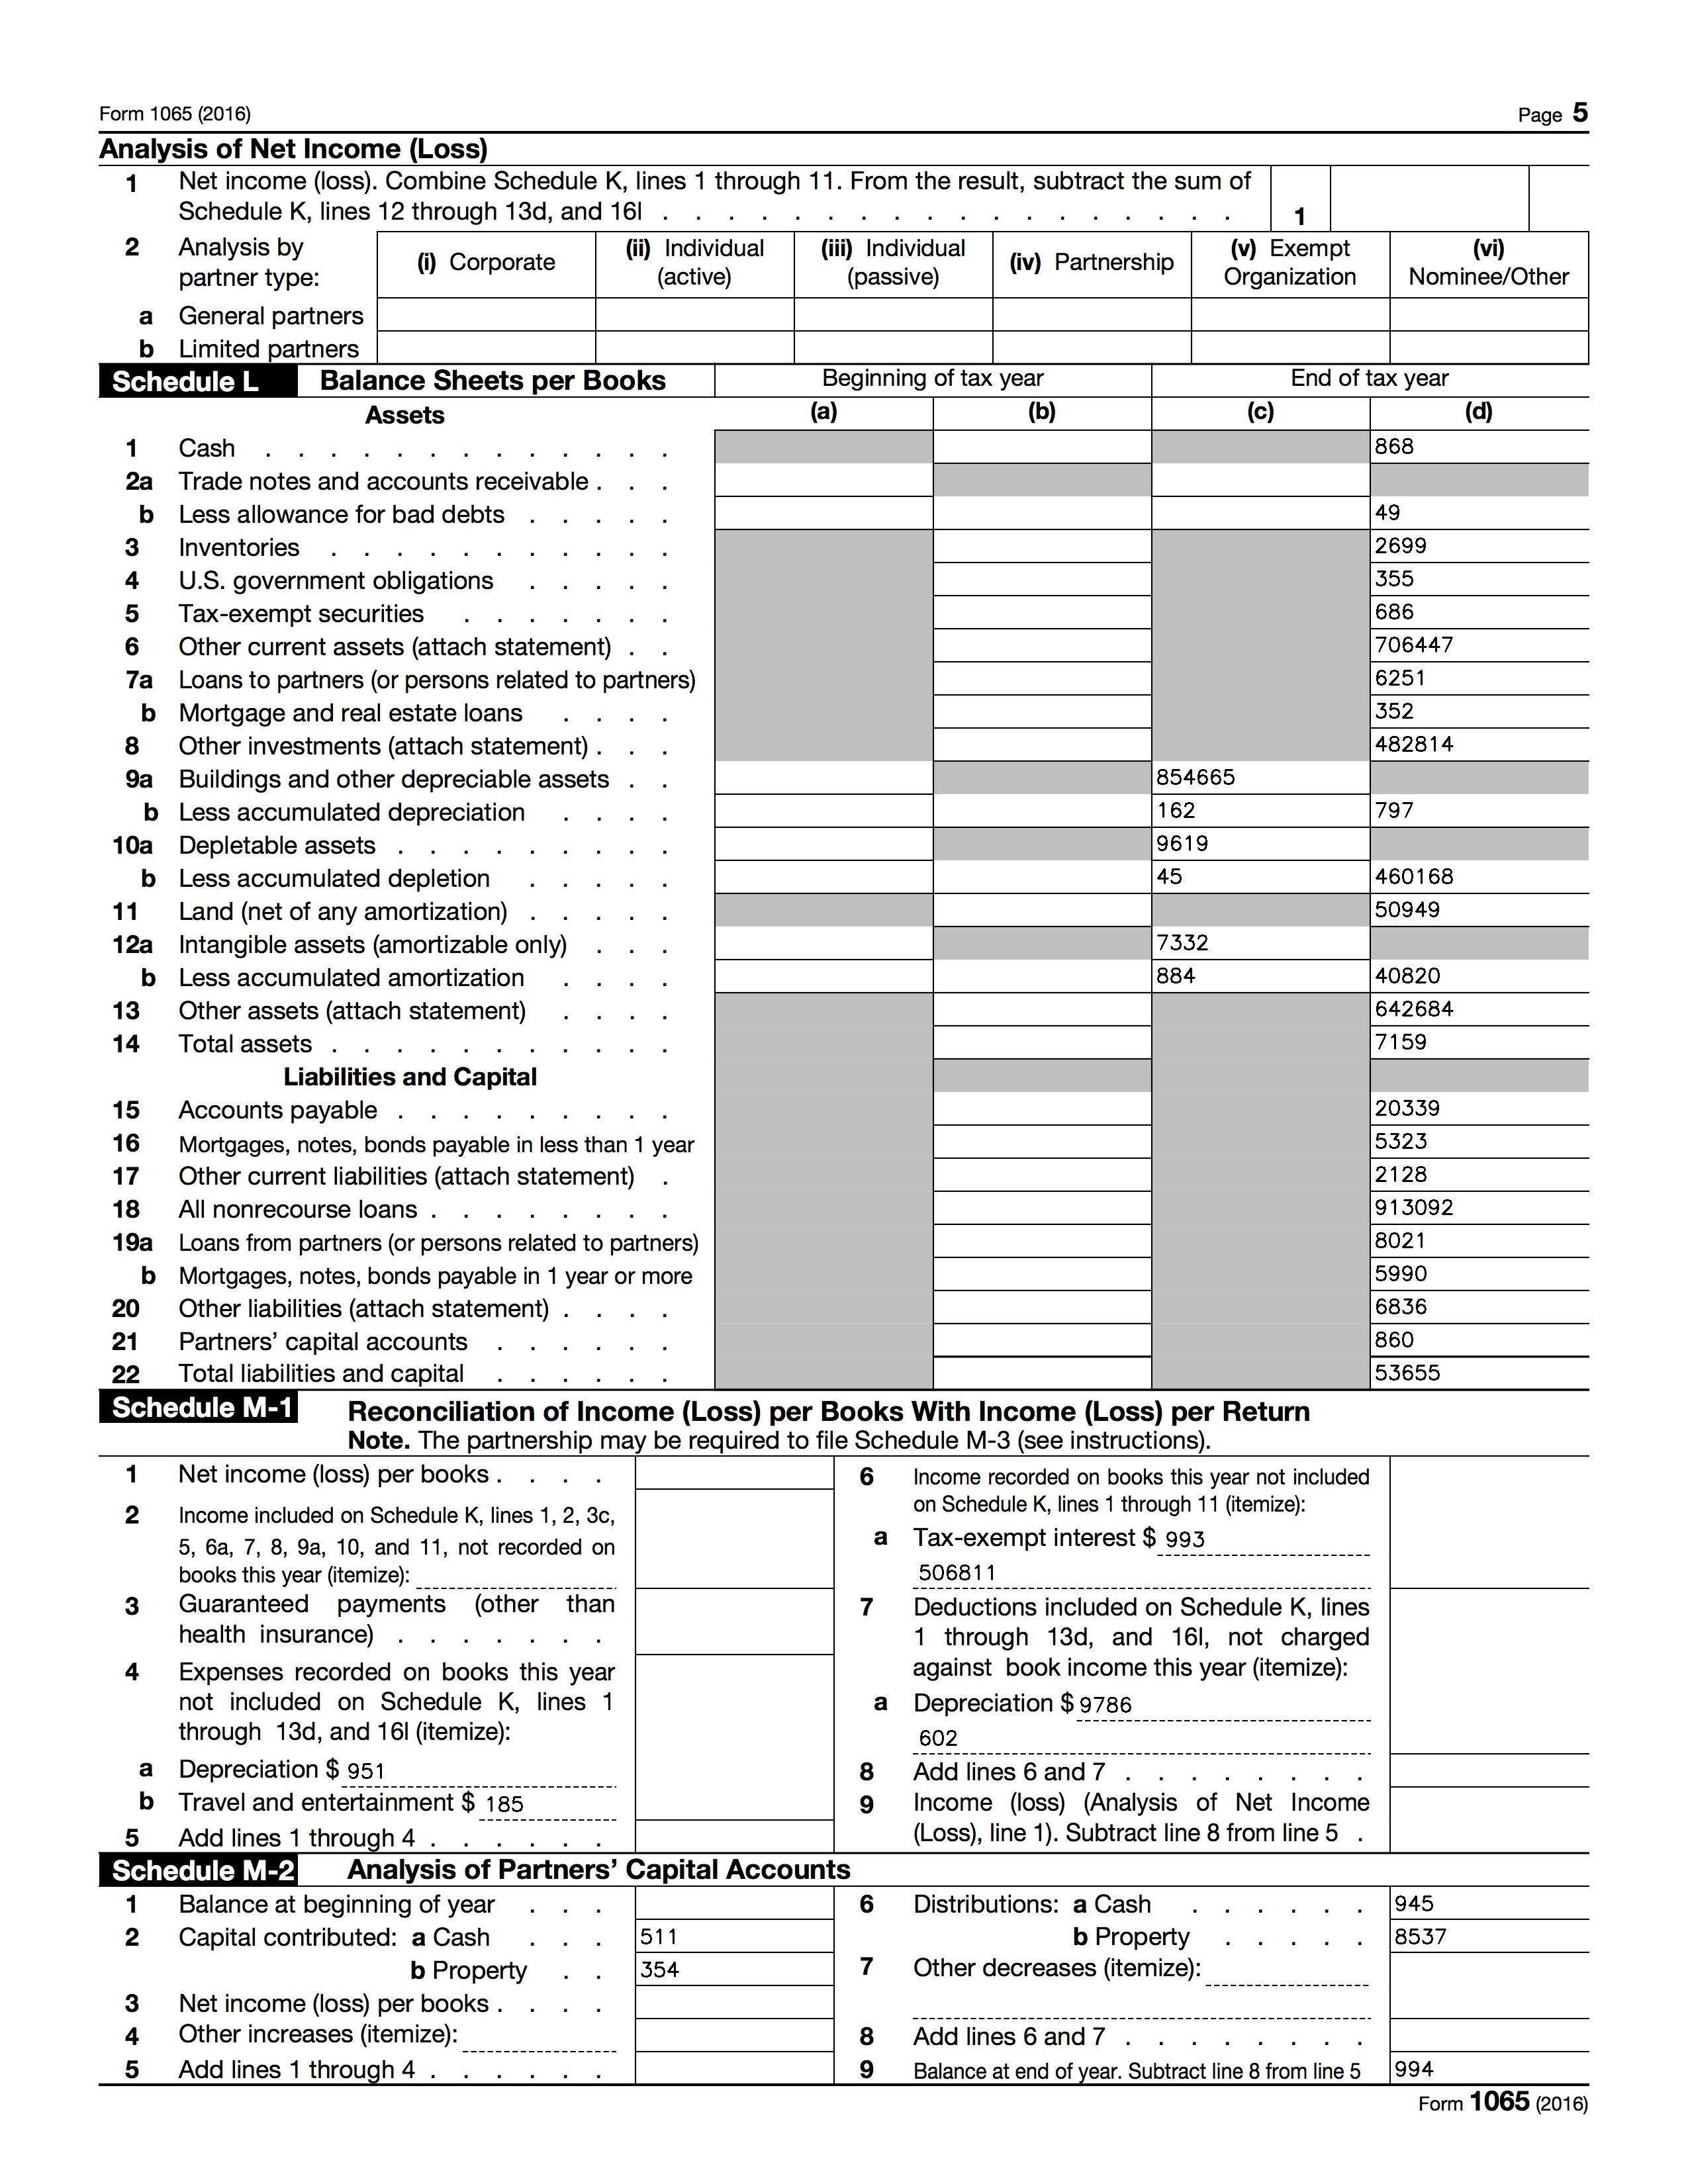 Form 1065 (2016) Page 5
Analysis of Net Income (Loss)
1 Net income (loss). Combine Schedule K, lines 1 through 11. From the result, subtract the sum of
Schedule K, lines 12 through 13d, and 16l . . . . . . . . . . . . . . . . . . 1
2 Analysis by partner type: (i) Corporate (ii) Individual (active) (iii) Individual (passive) (iv) Partnership (v) Exempt Organization (vi) Nominee/Other
a General partners
b Limited partners
Schedule L Balance Sheets per Books Beginning of tax year End of tax year
Assets (a) (b) (c) (d)
1 Cash . . . . . . . . . . . . . 868
2a Trade notes and accounts receivable . . .
b Less allowance for bad debts . . . . . 49
3 Inventories . . . . . . . . . . . 2699
4 U.S. government obligations . . . . . 355
5 Tax-exempt securities . . . . . . . 686
6 Other current assets (attach statement) . . 706447
7a Loans to partners (or persons related to partners) 6251
b Mortgage and real estate loans . . . . 352
8 Other investments (attach statement) . . . 482814
9a Buildings and other depreciable assets . . 854665
b Less accumulated depreciation . . . . 162 797
10a Depletable assets . . . . . . . . . 9619
b Less accumulated depletion . . . . . 45 460168
11 Land (net of any amortization) . . . . . 50949
12a Intangible assets (amortizable only) . . . 7332
b Less accumulated amortization . . . . 884 40820
13 Other assets (attach statement) . . . . 642684
14 Total assets . . . . . . . . . . . 7159
Liabilities and Capital
15 Accounts payable . . . . . . . . . 20339
16 Mortgages, notes, bonds payable in less than 1 year 5323
17 Other current liabilities (attach statement) . 2128
18 All nonrecourse loans . . . . . . . . 913092
19a Loans from partners (or persons related to partners) 8021
b Mortgages, notes, bonds payable in 1 year or more 5990
20 Other liabilities (attach statement) . . . . 6836
21 Partners' capital accounts . . . . . . 860
22 Total liabilities and capital . . . . . . 53655
Schedule M-1 Reconciliation of Income (Loss) per Books With Income (Loss) per Return
Note. The partnership may be required to file Schedule M-3 (see instructions).
1 Net income (loss) per books . . . .
2 Income included on Schedule K, lines 1, 2, 3c,
5, 6a, 7, 8, 9a, 10, and 11, not recorded on
books this year (itemize):
3 Guaranteed payments (other than
health insurance) . . . . . . .
4 Expenses recorded on books this year
not included on Schedule K, lines 1
through 13d, and 16l (itemize):
a Depreciation $ 951
b Travel and entertainment $ 185
5 Add lines 1 through 4 . . . . . .
6 Income recorded on books this year not included
on Schedule K, lines 1 through 11 (itemize):
a Tax-exempt interest $ 993
506811
7 Deductions included on Schedule K, lines
1 through 13d, and 16l, not charged
against book income this year (itemize):
a Depreciation $ 9786
602
8 Add lines 6 and 7 . . . . . . . .
9 Income (loss) (Analysis of Net Income
(Loss), line 1). Subtract line 8 from line 5 .
Schedule M-2 Analysis of Partners' Capital Accounts
1 Balance at beginning of year . . .
2 Capital contributed: a Cash . . . 511
b Property . . 354
3 Net income (loss) per books . . . .
4 Other increases (itemize):
5 Add lines 1 through 4 . . . . . .
6 Distributions: a Cash . . . . . . 945
b Property . . . . . 8537
7 Other decreases (itemize):
8 Add lines 6 and 7 . . . . . . . .
9 Balance at end of year. Subtract line 8 from line 5 994
Form 1065 (2016)